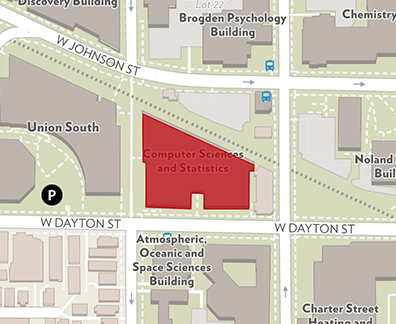 Discovery Building
Lot 22
Brogden Psychology
Building
Chemistry
W JOHNSON ST
Union South
Computer Sciences
and Statistics
Noland
Buil
P
W DAYTON ST
W DAYTON ST
Atmospheric,
Oceanic and
Space Sciences
Building
Charter Street
Heating and